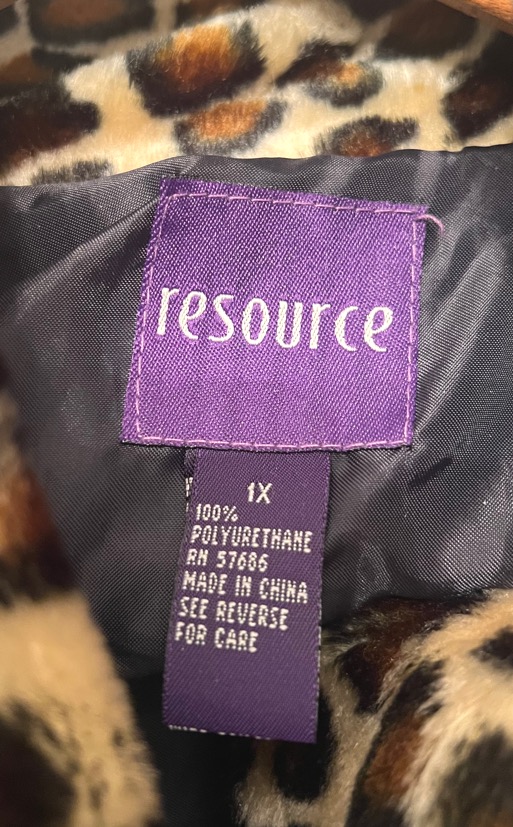 resource
1X
100%
POLYURETHANE
RN 57686
MADE IN CHINA
SEE REVERSE
FOR CARE